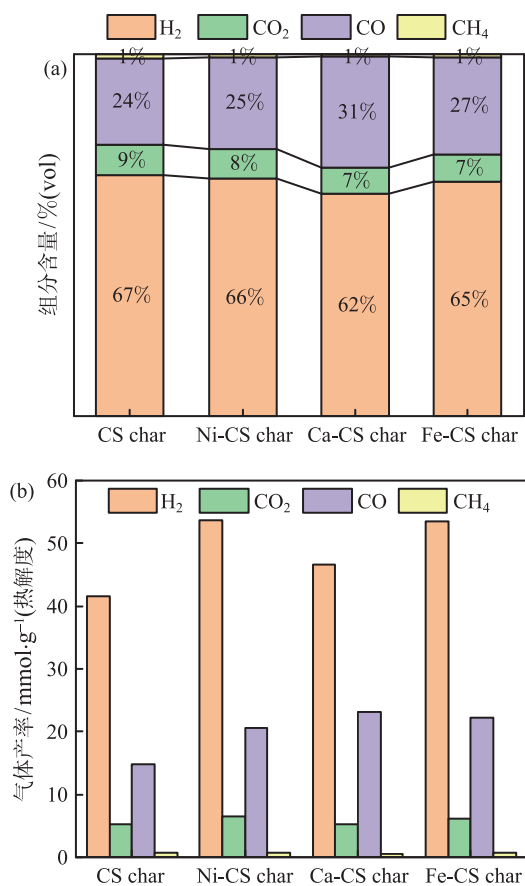 H₂ CO₂ CO CH₄
(a)
1% 1% 1% 1%
24% 25% 31% 27%
9% 8% 7% 7%
67% 66% 62% 65%
组分含量/%(vol)
CS char Ni-CS char Ca-CS char Fe-CS char
(b)
H₂ CO₂ CO CH₄
60
50
40
30
20
10
0
气体产率/mmol·g⁻¹(热解度)
CS char Ni-CS char Ca-CS char Fe-CS char